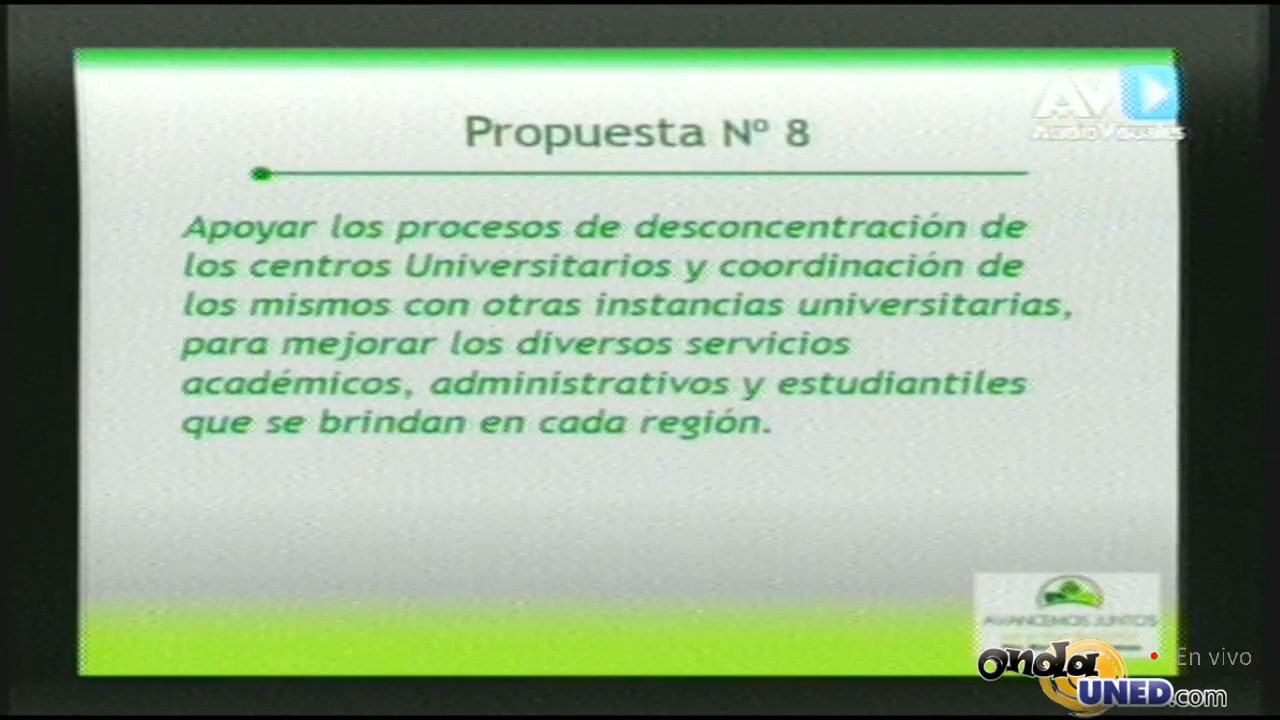 AV
AudioVisuales
Propuesta Nº 8
Apoyar los procesos de desconcentración de
los centros Universitarios y coordinación de
los mismos con otras instancias universitarias,
para mejorar los diversos servicios
académicos, administrativos y estudiantiles
que se brindan en cada región.
AVANCEMOS JUNTOS
onda
UNED.com
En vivo